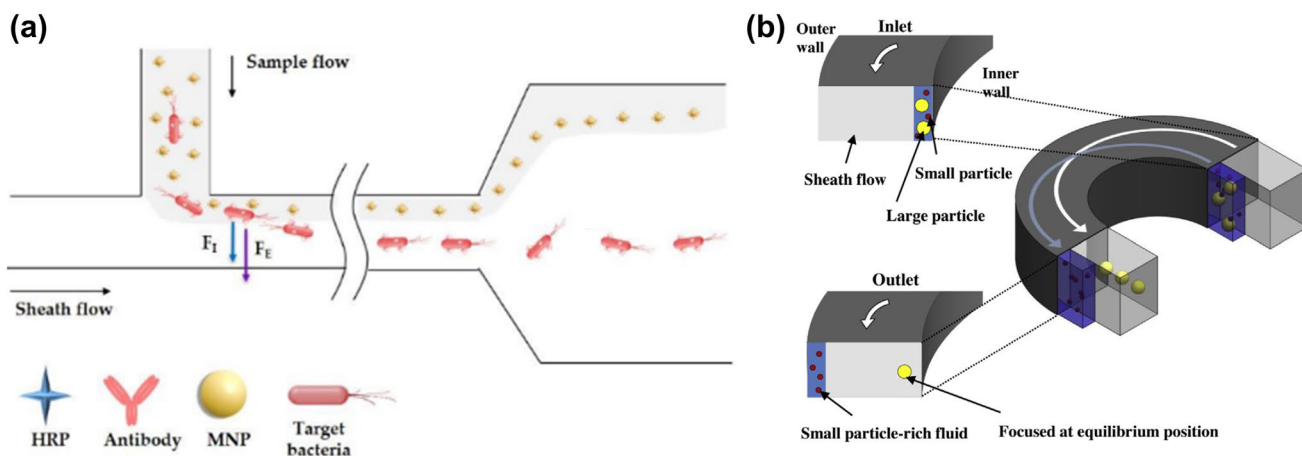 (a)
Sample flow
F_I
F_E
Sheath flow
HRP
Antibody
MNP
Target
bacteria
(b)
Outer
wall
Inlet
Inner
wall
Small particle
Sheath flow
Large particle
Outlet
Small particle-rich fluid
Focused at equilibrium position